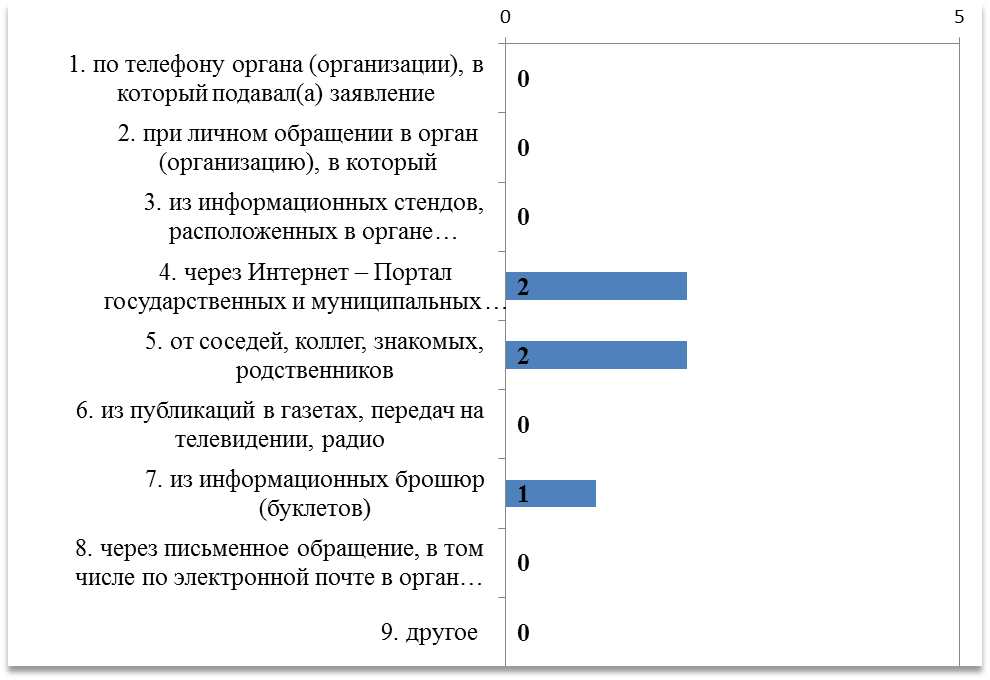 0 5
1. по телефону органа (организации), в
который подавал(а) заявление
0
2. при личном обращении в орган
(организацию), в который
0
3. из информационных стендов,
расположенных в органе…
0
4. через Интернет – Портал
государственных и муниципальных…
2
5. от соседей, коллег, знакомых,
родственников
2
6. из публикаций в газетах, передач на
телевидении, радио
0
7. из информационных брошюр
(буклетов)
1
8. через письменное обращение, в том
числе по электронной почте в орган…
0
9. другое
0